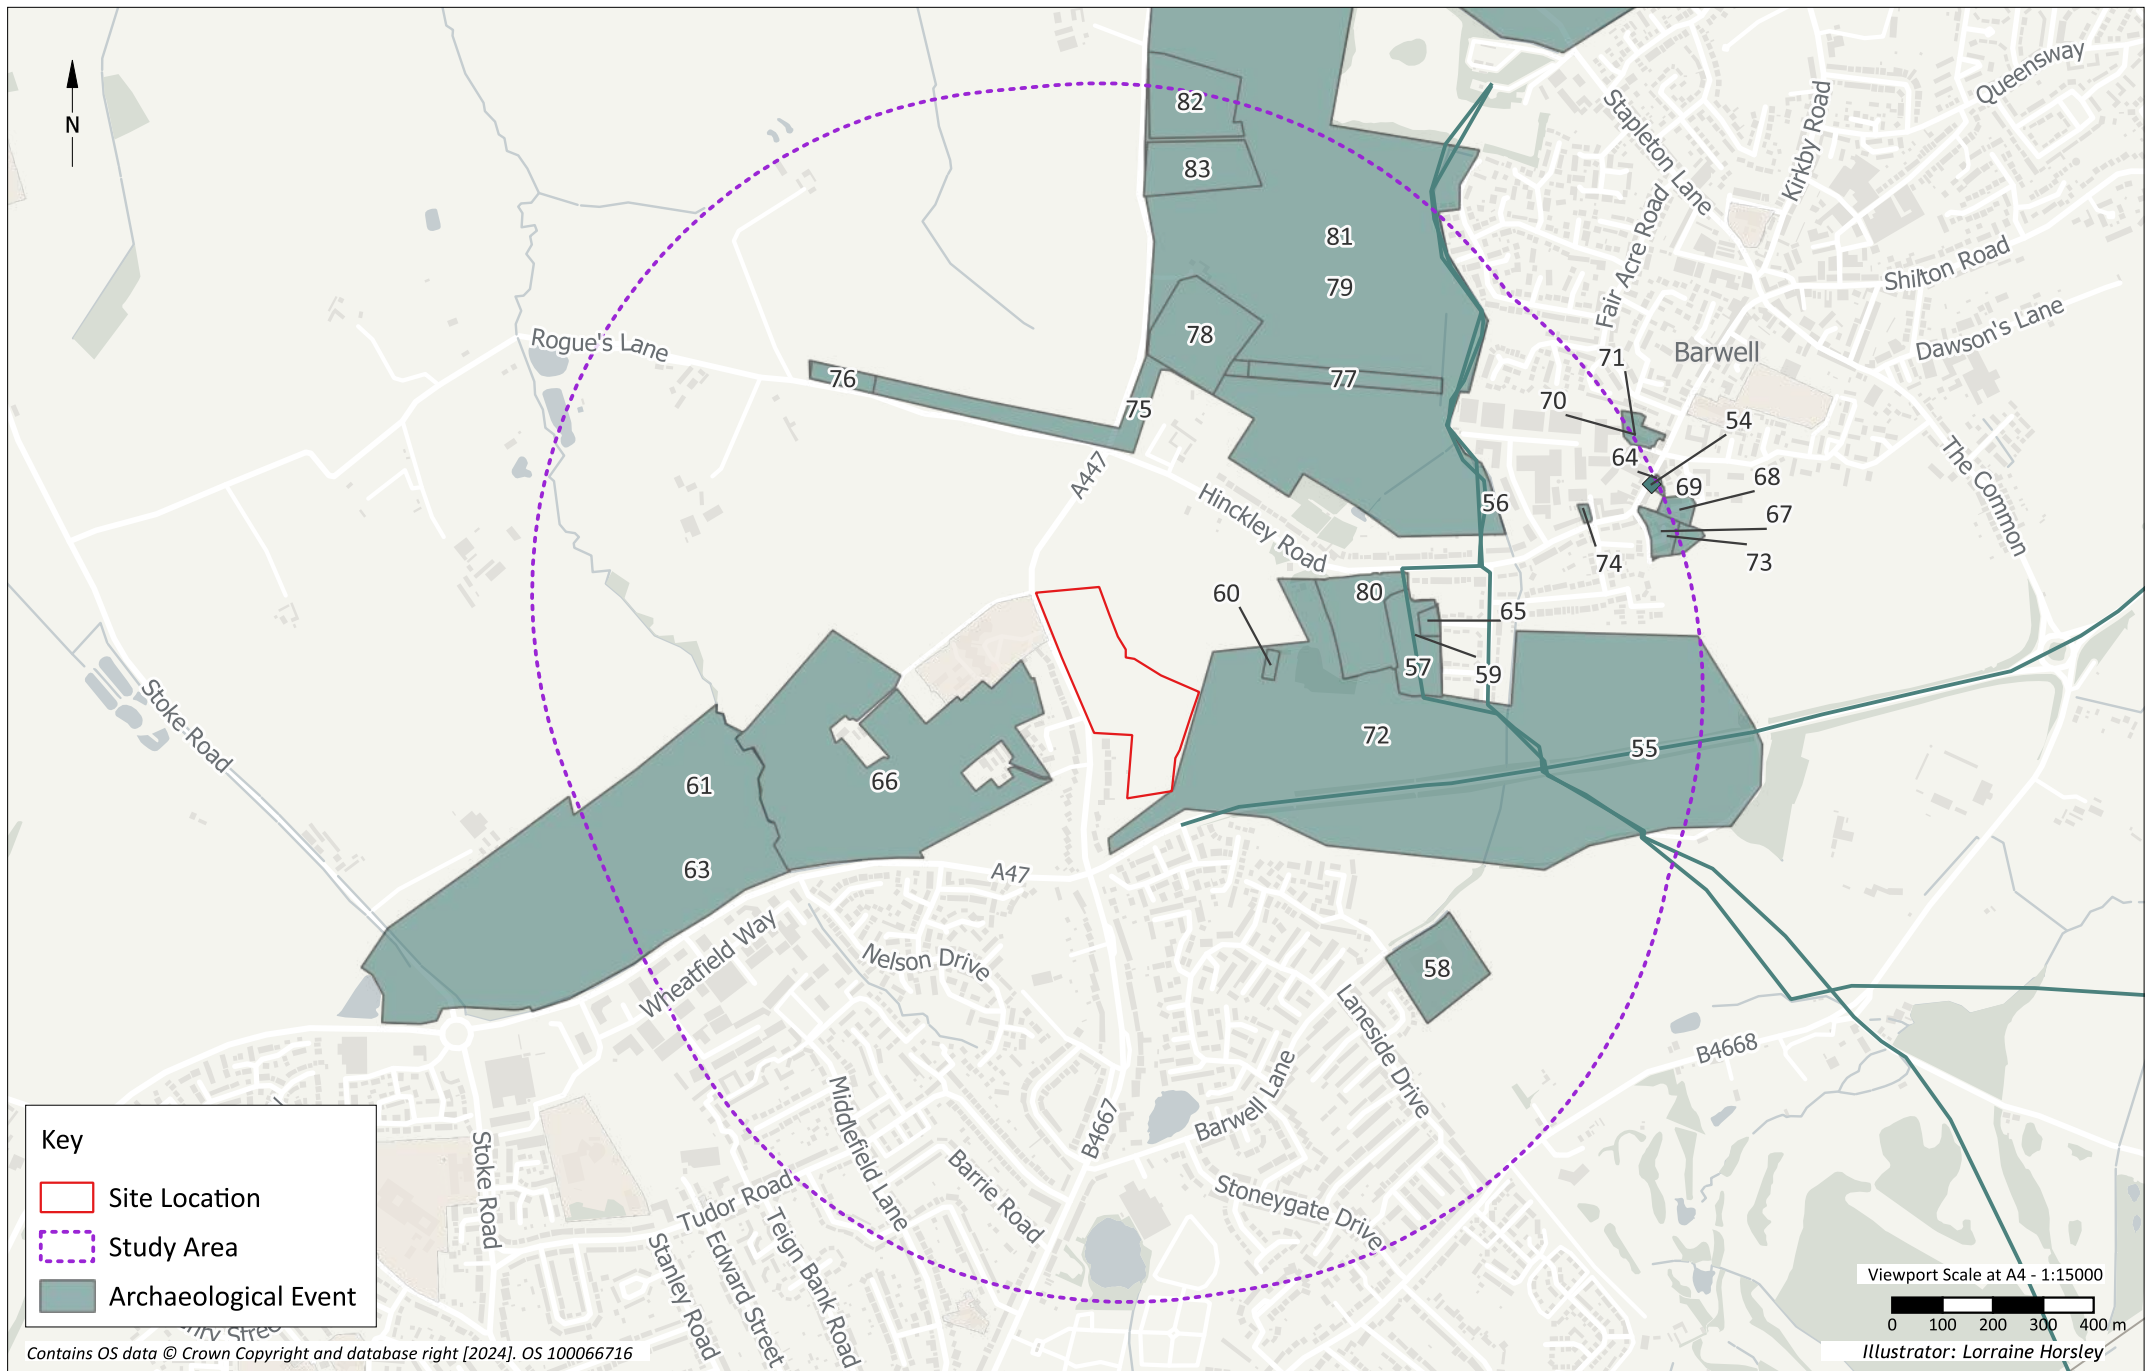 N
82
83
81
79
78
77
76
75
Rogue's Lane
A447
Hinckley Road
Stapleton Lane
Kirkby Road
Queensway
Fair Acre Road
Shilton Road
Dawson's Lane
Barwell
The Common
71
70
54
64
69
68
67
73
74
56
60
80
65
59
57
72
55
61
66
63
58
Stoke Road
A47
Wheatfield Way
Nelson Drive
Laneside Drive
B4668
Middlefield Lane
B4667
Barwell Lane
Barrie Road
Stoneygate Drive
Tudor Road
Teign Bank Road
Edward Street
Stanley Road
Stoke Road
Key
Site Location
Study Area
Archaeological Event
Viewport Scale at A4 - 1:15000
0 100 200 300 400 m
Contains OS data © Crown Copyright and database right [2024]. OS 100066716
Illustrator: Lorraine Horsley